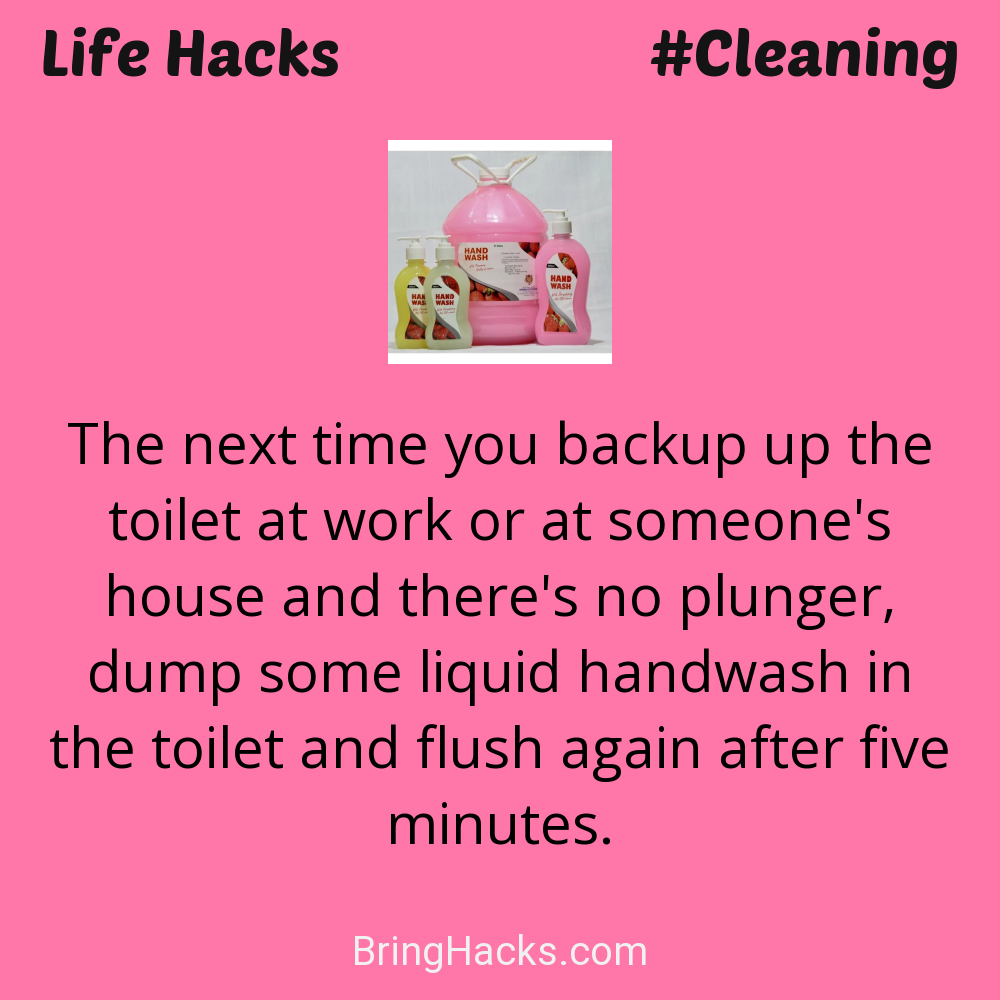 Life Hacks
#Cleaning
HAND
WASH
HAND
WASH
HAND
WASH
HAND
WASH
The next time you backup up the
toilet at work or at someone's
house and there's no plunger,
dump some liquid handwash in
the toilet and flush again after five
minutes.
BringHacks.com